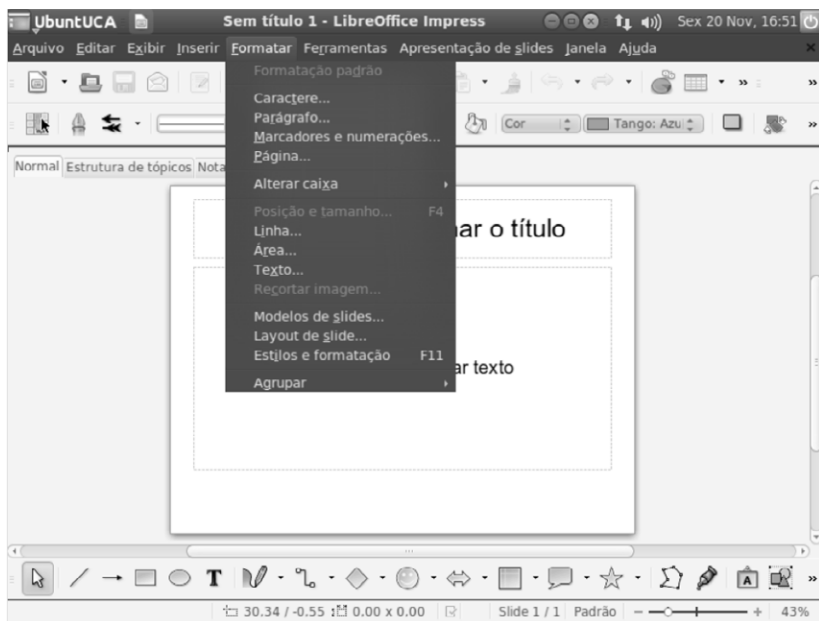 UbuntUCA Sem título 1 - LibreOffice Impress Sex 20 Nov, 16:51
Arquivo Editar Exibir Inserir Formatar Ferramentas Apresentação de slides Janela Ajuda
Formatação padrão
Caractere...
Parágrafo...
Marcadores e numerações...
Página...
Alterar caixa
Posição e tamanho... F4
Linha...
Área...
Texto...
Recortar imagem...
Modelos de slides...
Layout de slide...
Estilos e formatação F11
Agrupar
Cor Tango: Azu
Normal Estrutura de tópicos Nota
ar o título
ar texto
T
A
30.34 / -0.55 0.00 x 0.00 Slide 1 / 1 Padrão 43%